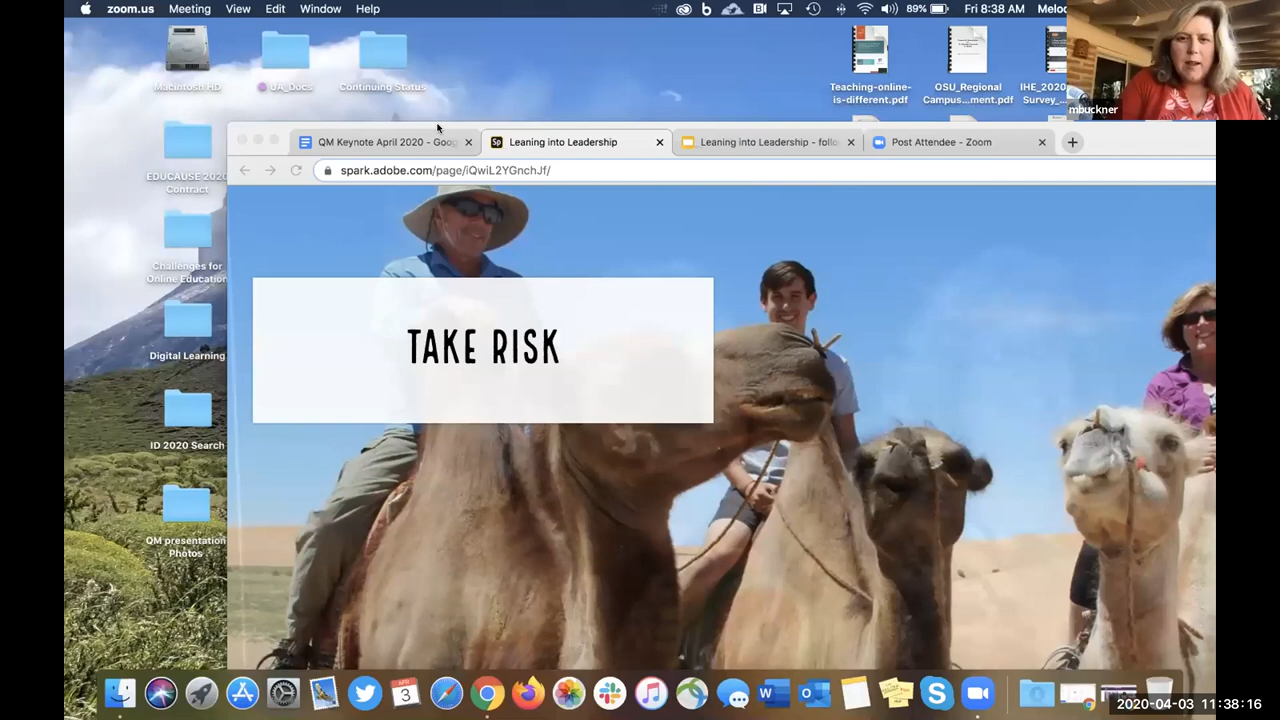 zoom.us Meeting View Edit Window Help
89% Fri 8:38 AM
mbuckner
Macintosh HD
UA_Docs
Continuing Status
Teaching-online-
is-different.pdf
OSU_Regional
Campus...ment.pdf
IHE_2020
Survey_
QM Keynote April 2020 - Goog
Leaning into Leadership
Leaning into Leadership - follo
Post Attendee - Zoom
spark.adobe.com/page/iQwiL2YGnchJf/
EDUCAUSE 2020
Contract
Challenges for
Online Education
Digital Learning
ID 2020 Search
QM presentation
Photos
TAKE RISK
APR
3
2020-04-03 11:38:16